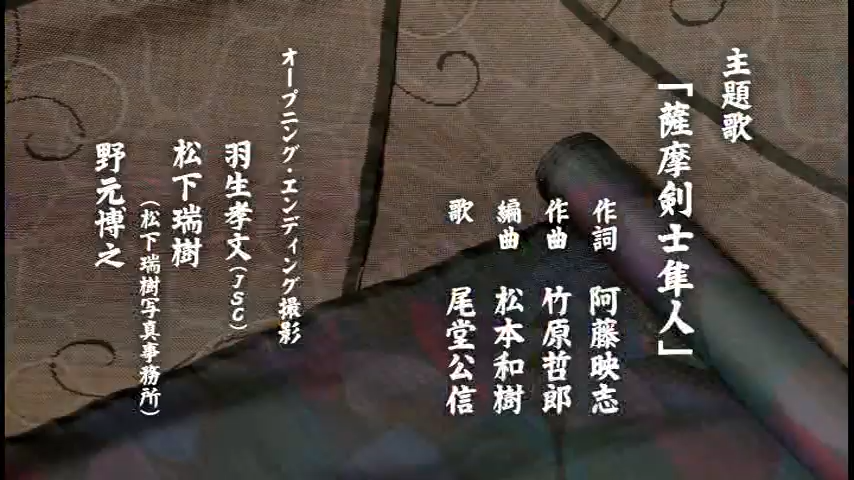 主題歌
「薩摩剣士隼人」
作詞 阿藤映志
作曲 竹原哲郎
編曲 松本和樹
歌 尾堂公信
オープニング・エンディング撮影
羽生孝文(JSC)
松下瑞樹
(松下瑞樹写真事務所)
野元博之